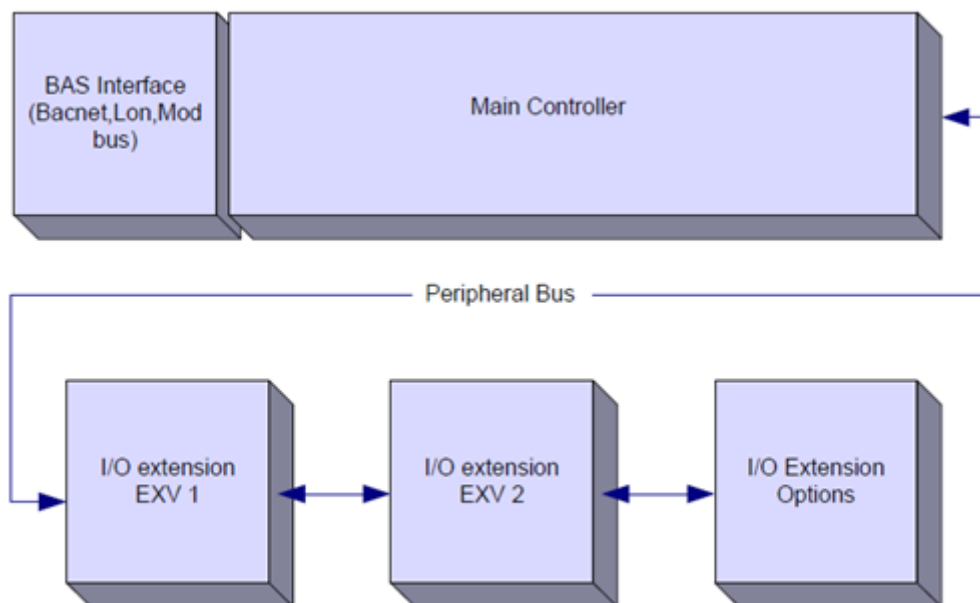 BAS Interface
(Bacnet,Lon,Mod
bus)
Main Controller
Peripheral Bus
I/O extension
EXV 1
I/O extension
EXV 2
I/O Extension
Options